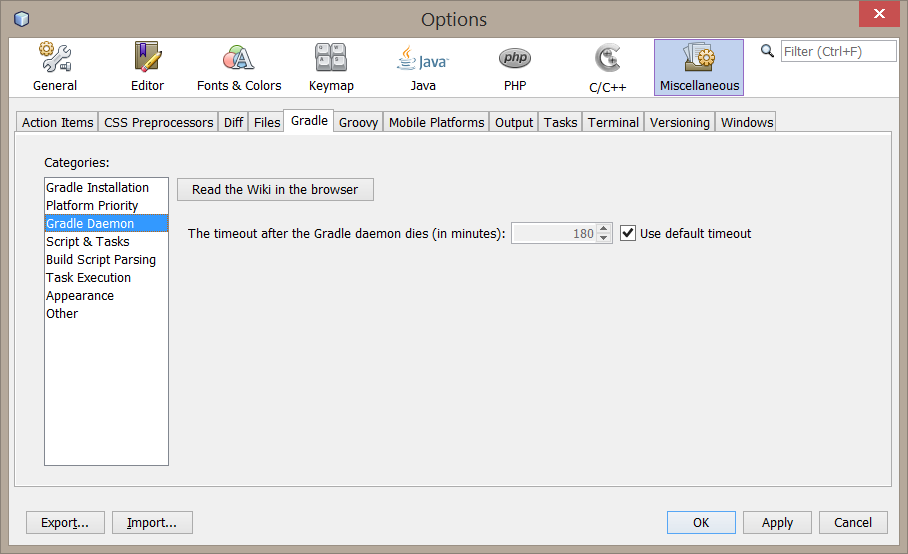 Options
General
Editor
Fonts & Colors
Keymap
Java
Java
php
PHP
C/C++
Miscellaneous
Filter (Ctrl+F)
Action Items
CSS Preprocessors
Diff
Files
Gradle
Groovy
Mobile Platforms
Output
Tasks
Terminal
Versioning
Windows
Categories:
Gradle Installation
Platform Priority
Gradle Daemon
Script & Tasks
Build Script Parsing
Task Execution
Appearance
Other
Read the Wiki in the browser
The timeout after the Gradle daemon dies (in minutes):
180
Use default timeout
Export...
Import...
OK
Apply
Cancel